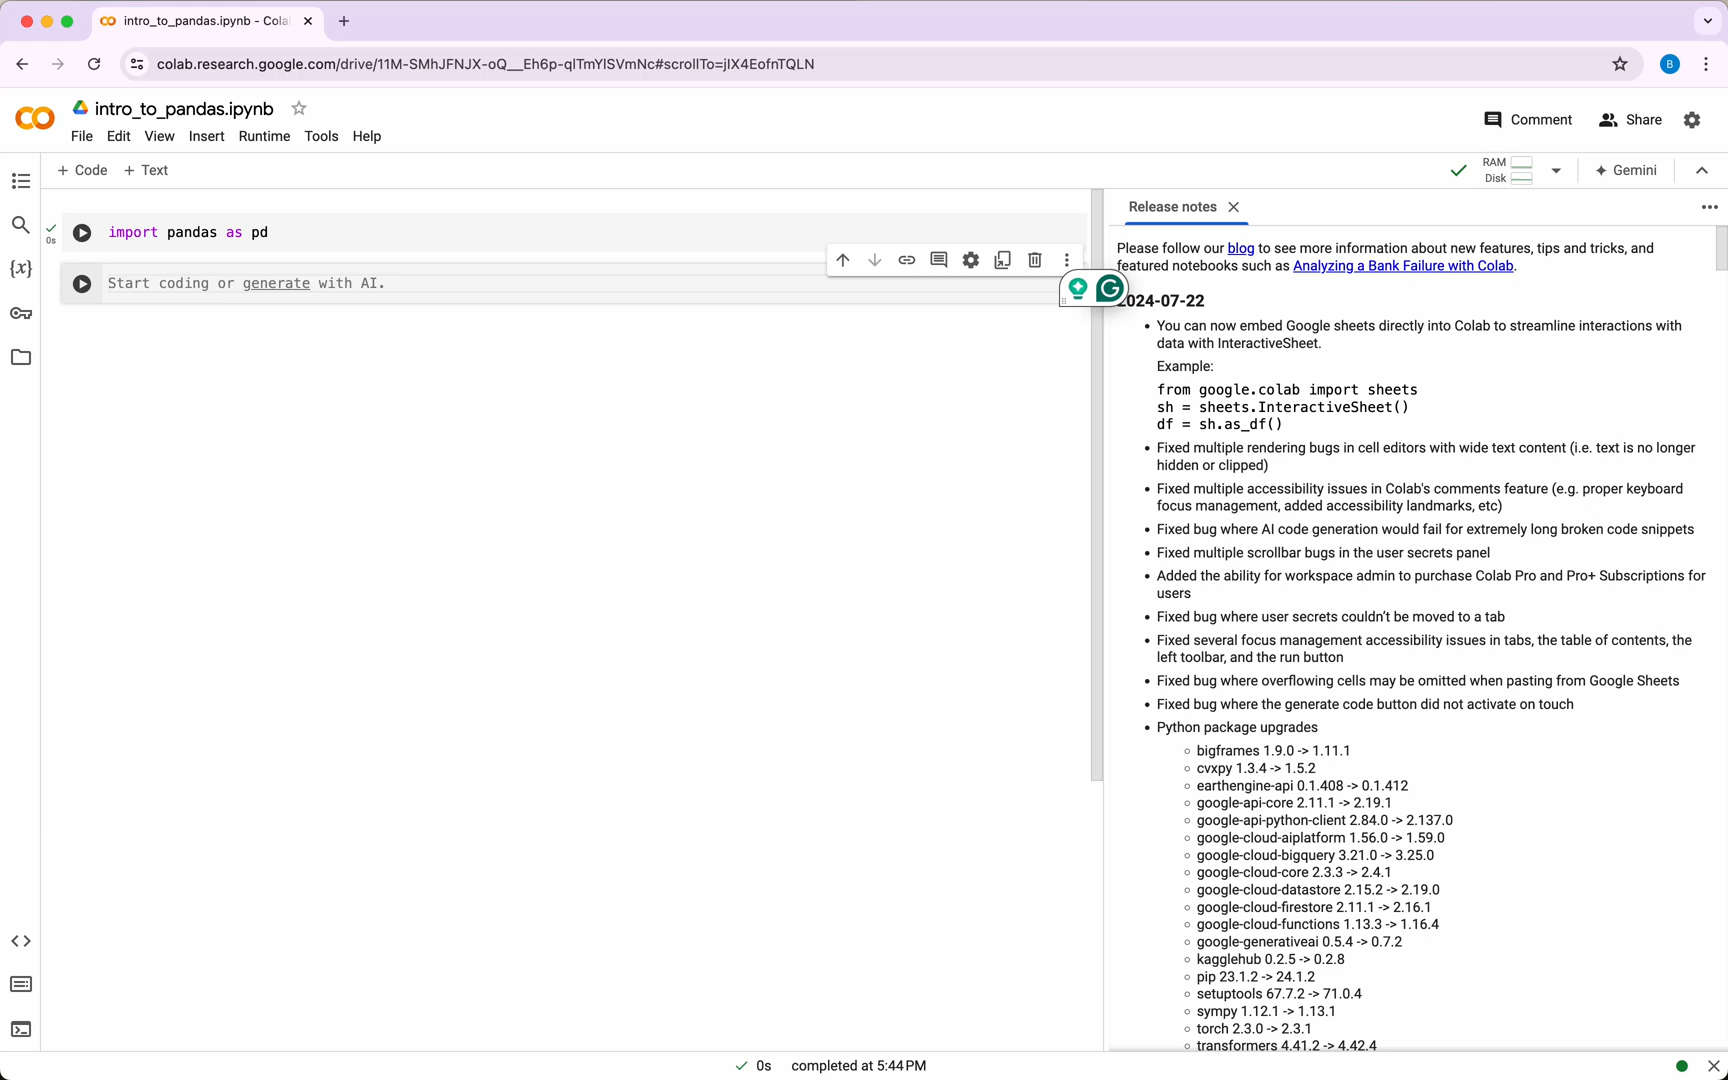 intro_to_pandas.ipynb - Cola
colab.research.google.com/drive/11M-SMhJFNJX-oQ__Eh6p-qlTmYlSVmNc#scrollTo=jIX4EofnTQLN
B
intro_to_pandas.ipynb
File Edit View Insert Runtime Tools Help
Comment Share
+ Code + Text
RAM
Disk
Gemini
import pandas as pd
0s
Start coding or generate with AI.
Release notes
Please follow our blog to see more information about new features, tips and tricks, and
featured notebooks such as Analyzing a Bank Failure with Colab.
2024-07-22
• You can now embed Google sheets directly into Colab to streamline interactions with
data with InteractiveSheet.
Example:
from google.colab import sheets
sh = sheets.InteractiveSheet()
df = sh.as_df()
• Fixed multiple rendering bugs in cell editors with wide text content (i.e. text is no longer
hidden or clipped)
• Fixed multiple accessibility issues in Colab's comments feature (e.g. proper keyboard
focus management, added accessibility landmarks, etc)
• Fixed bug where AI code generation would fail for extremely long broken code snippets
• Fixed multiple scrollbar bugs in the user secrets panel
• Added the ability for workspace admin to purchase Colab Pro and Pro+ Subscriptions for
users
• Fixed bug where user secrets couldn’t be moved to a tab
• Fixed several focus management accessibility issues in tabs, the table of contents, the
left toolbar, and the run button
• Fixed bug where overflowing cells may be omitted when pasting from Google Sheets
• Fixed bug where the generate code button did not activate on touch
• Python package upgrades
◦ bigframes 1.9.0 -> 1.11.1
◦ cvxpy 1.3.4 -> 1.5.2
◦ earthengine-api 0.1.408 -> 0.1.412
◦ google-api-core 2.11.1 -> 2.19.1
◦ google-api-python-client 2.84.0 -> 2.137.0
◦ google-cloud-aiplatform 1.56.0 -> 1.59.0
◦ google-cloud-bigquery 3.21.0 -> 3.25.0
◦ google-cloud-core 2.3.3 -> 2.4.1
◦ google-cloud-datastore 2.15.2 -> 2.19.0
◦ google-cloud-firestore 2.11.1 -> 2.16.1
◦ google-cloud-functions 1.13.3 -> 1.16.4
◦ google-generativeai 0.5.4 -> 0.7.2
◦ kagglehub 0.2.5 -> 0.2.8
◦ pip 23.1.2 -> 24.1.2
◦ setuptools 67.7.2 -> 71.0.4
◦ sympy 1.12.1 -> 1.13.1
◦ torch 2.3.0 -> 2.3.1
◦ transformers 4.41.2 -> 4.42.4
0s completed at 5:44 PM